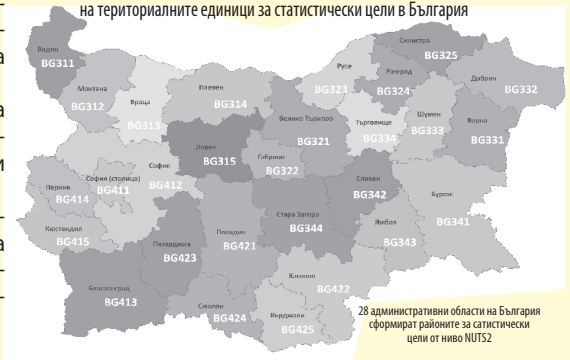 на териториалните единици за статистически цели в България
Видин
BG311
Монтана
BG312
Враца
BG313
Плевен
BG314
Ловеч
BG315
Велико Търново
BG321
Габрово
BG322
Русе
BG323
Разград
BG324
Силистра
BG325
Добрич
BG332
Варна
BG331
Шумен
BG333
Търговище
BG334
Бургас
BG341
Сливен
BG342
Ямбол
BG343
Стара Загора
BG344
София (столица)
BG411
София
BG412
Перник
BG414
Кюстендил
BG415
Благоевград
BG413
Пазарджик
BG423
Пловдив
BG421
Хасково
BG422
Смолян
BG424
Кърджали
BG425
28 административни области на България
сформират районите за сатистически
цели от ниво NUTS2